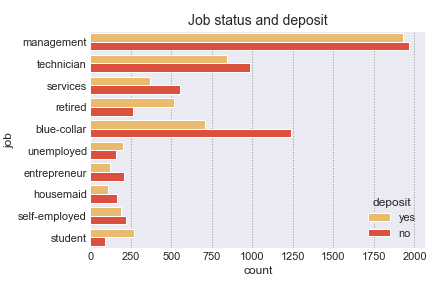 Job status and deposit
management
technician
services
retired
blue-collar
unemployed
entrepreneur
housemaid
self-employed
student
job
deposit
yes
no
0 250 500 750 1000 1250 1500 1750 2000
count